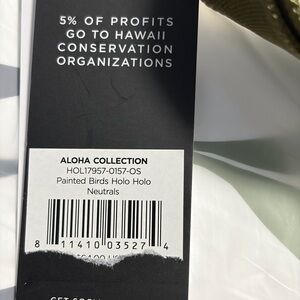 5% OF PROFITS
GO TO HAWAII
CONSERVATION
ORGANIZATIONS
ALOHA COLLECTION
HOL17957-0157-OS
Painted Birds Holo Holo
Neutrals
8 11410 03527 4